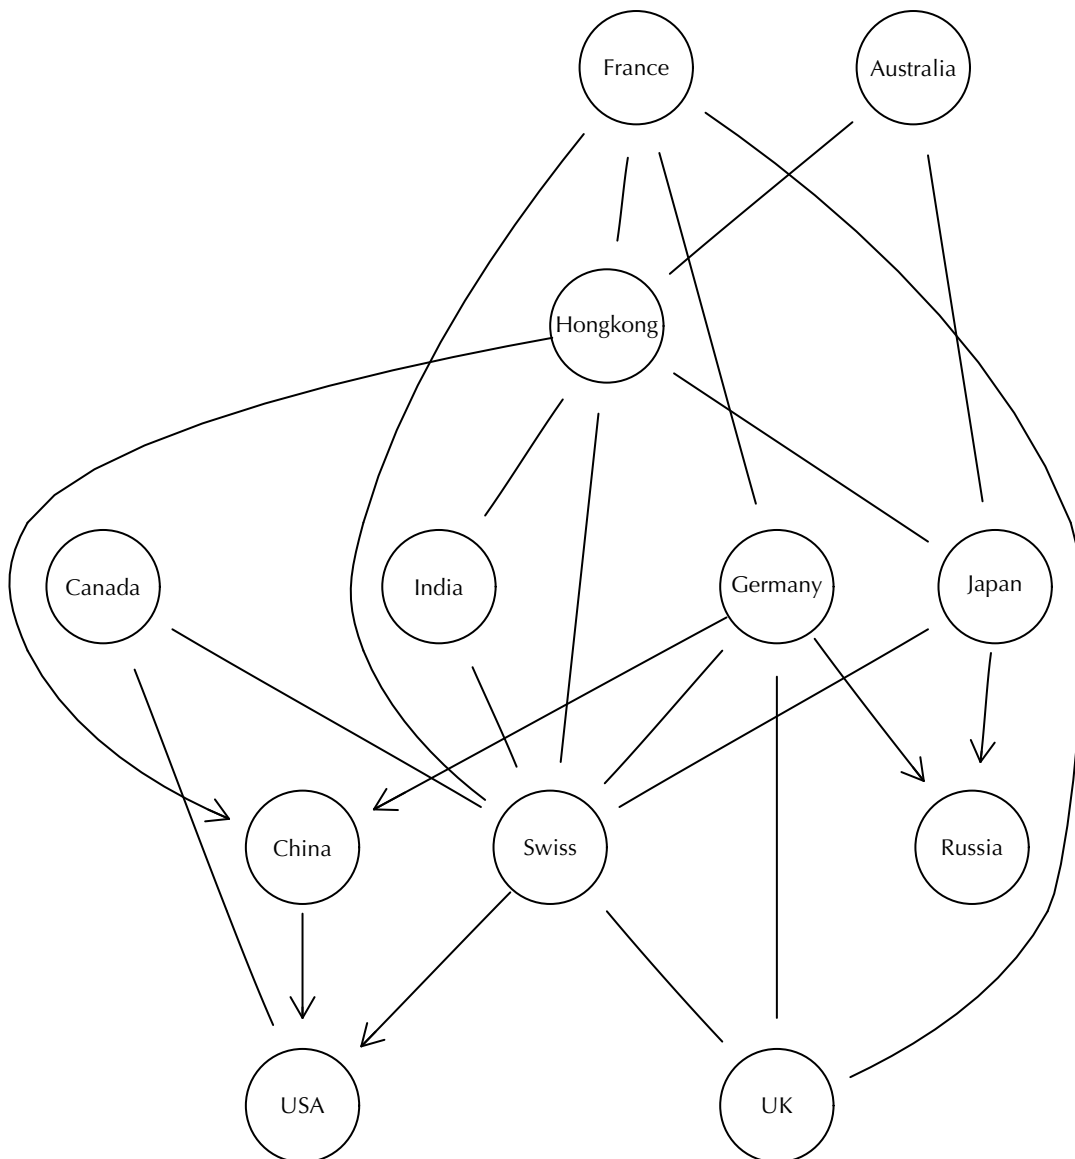 France
Australia
Hongkong
Canada
India
Germany
Japan
China
Swiss
Russia
USA
UK